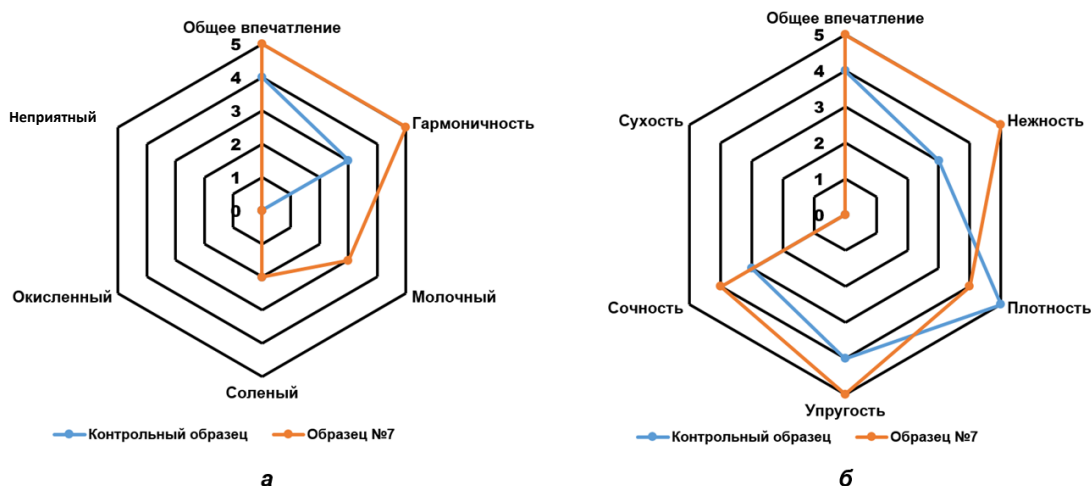 Общее впечатление
5
4
3
2
1
0
Неприятный
Гармоничность
Окисленный
Молочный
Соленый
Контрольный образец
Образец №7
а
Общее впечатление
5
4
3
2
1
0
Сухость
Нежность
Сочность
Плотность
Упругость
Контрольный образец
Образец №7
б